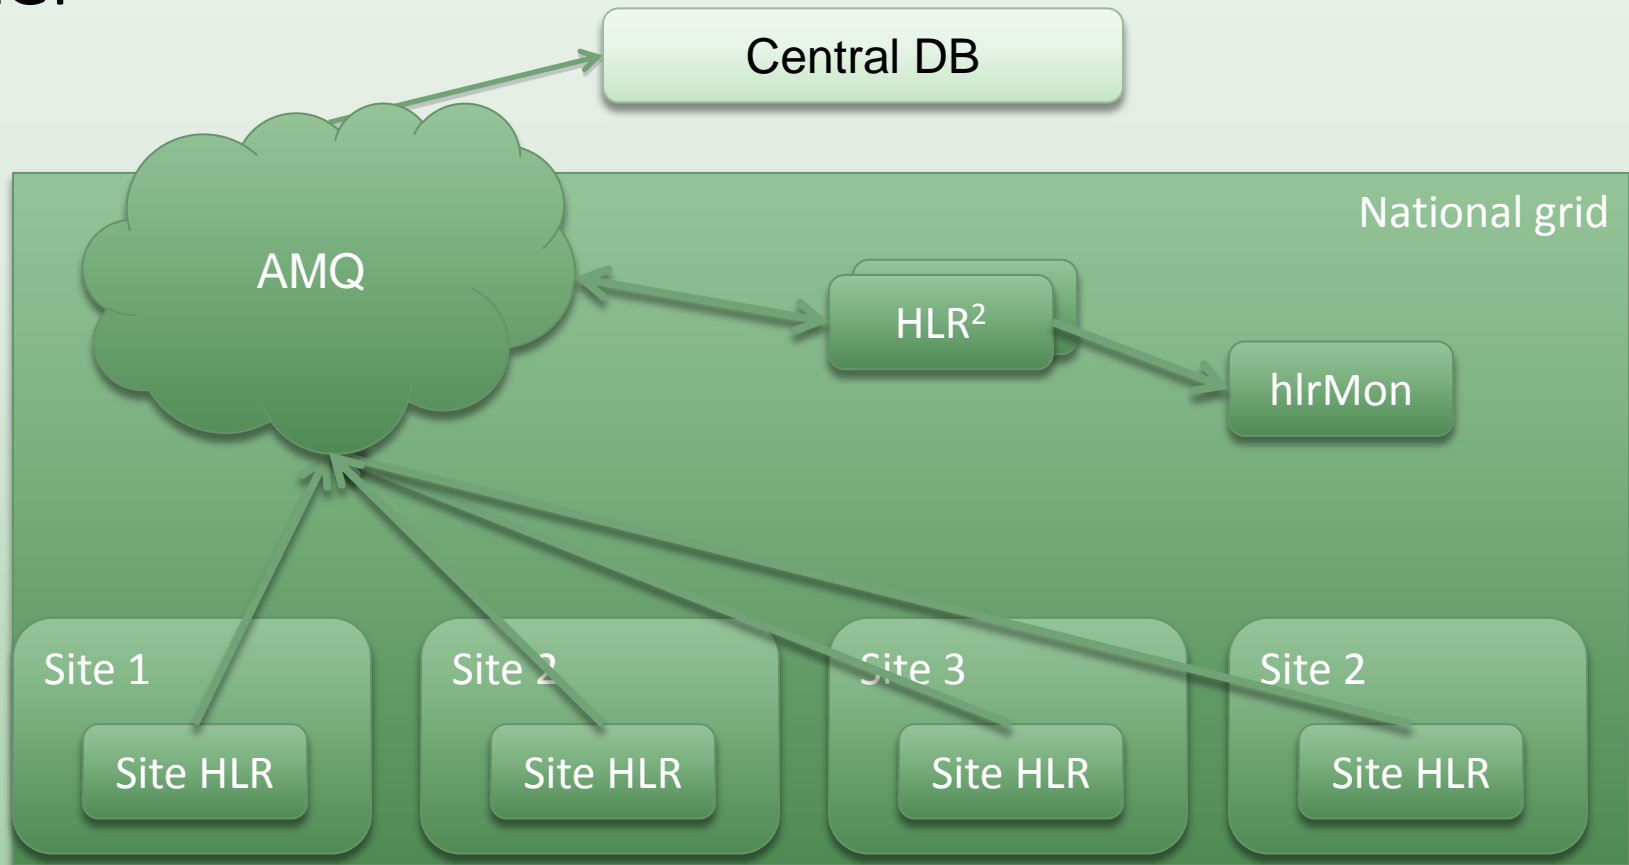 Central DB
National grid
AMQ
HLR²
hlrMon
Site 1
Site 2
Site 3
Site 2
Site HLR
Site HLR
Site HLR
Site HLR